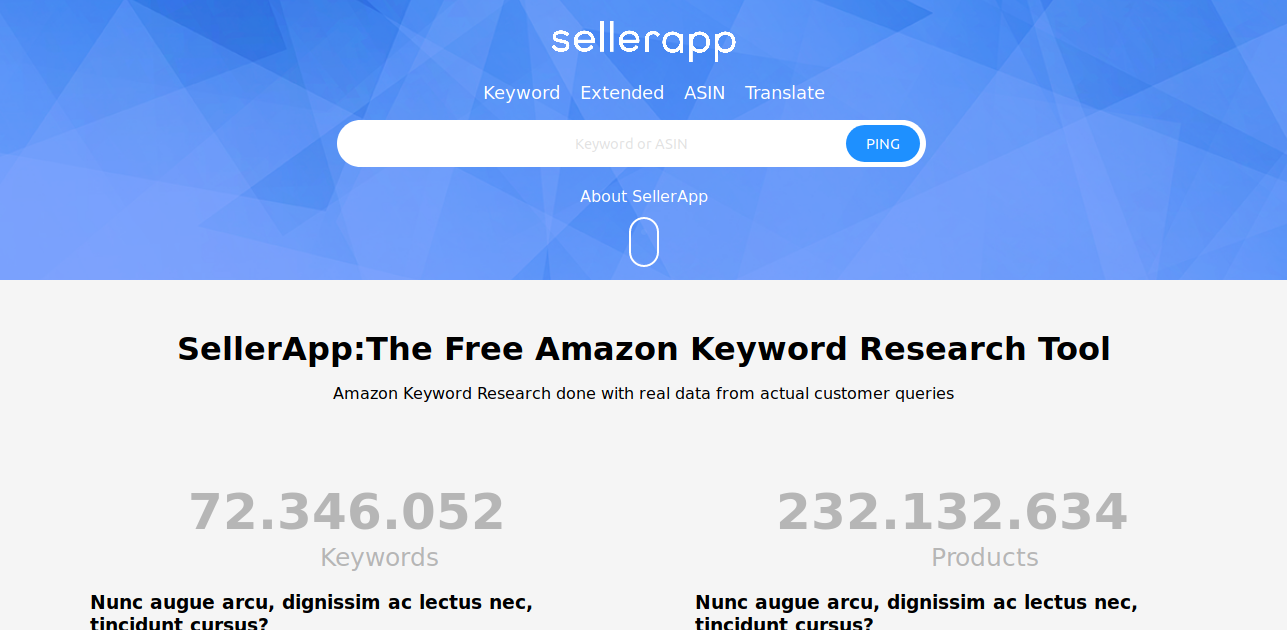 sellerapp
Keyword Extended ASIN Translate
Keyword or ASIN PING
About SellerApp
SellerApp:The Free Amazon Keyword Research Tool
Amazon Keyword Research done with real data from actual customer queries
72.346.052
Keywords
Nunc augue arcu, dignissim ac lectus nec,
tincidunt cursus?
232.132.634
Products
Nunc augue arcu, dignissim ac lectus nec,
tincidunt cursus?